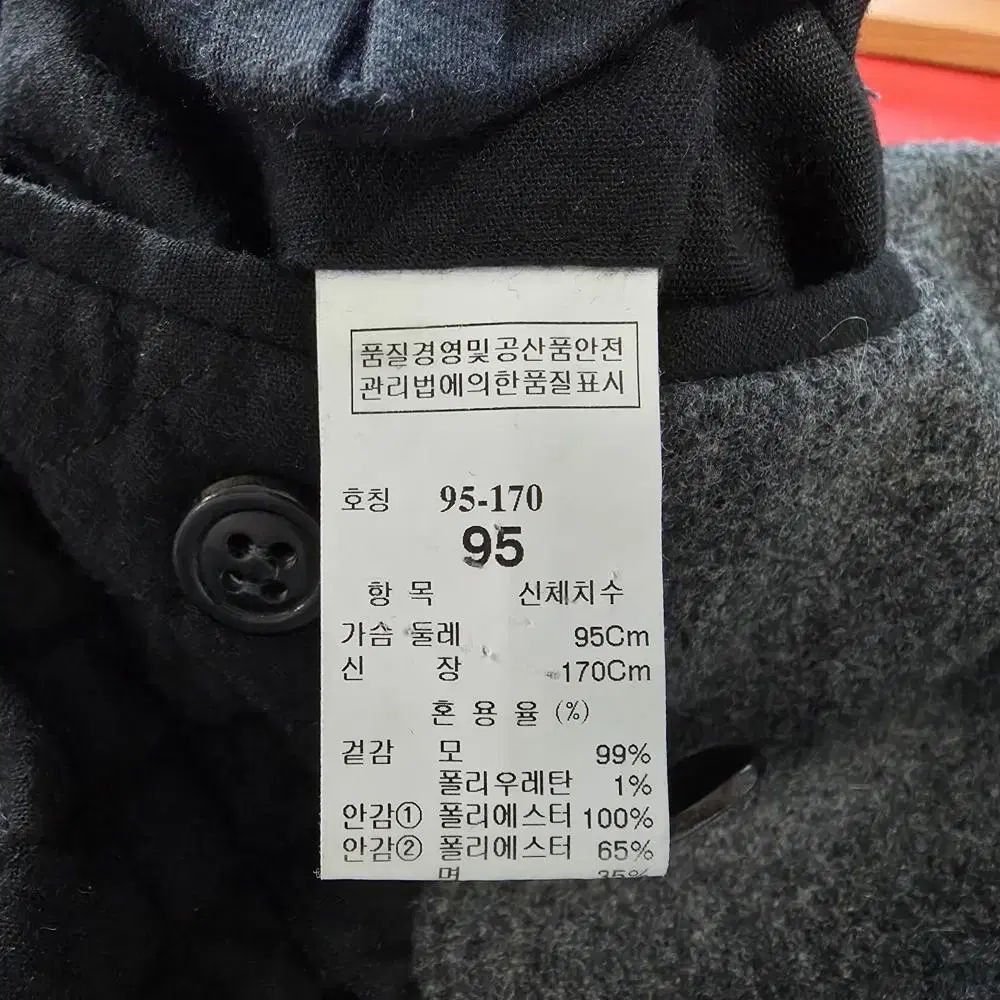 품질경영및공산품안전
관리법에의한품질표시
호칭 95-170
95
항 목 신체치수
가슴 둘레 95Cm
신 장 170Cm
혼 용 율 (%)
겉감 모 99%
폴리우레탄 1%
안감① 폴리에스터 100%
안감② 폴리에스터 65%
면 35%